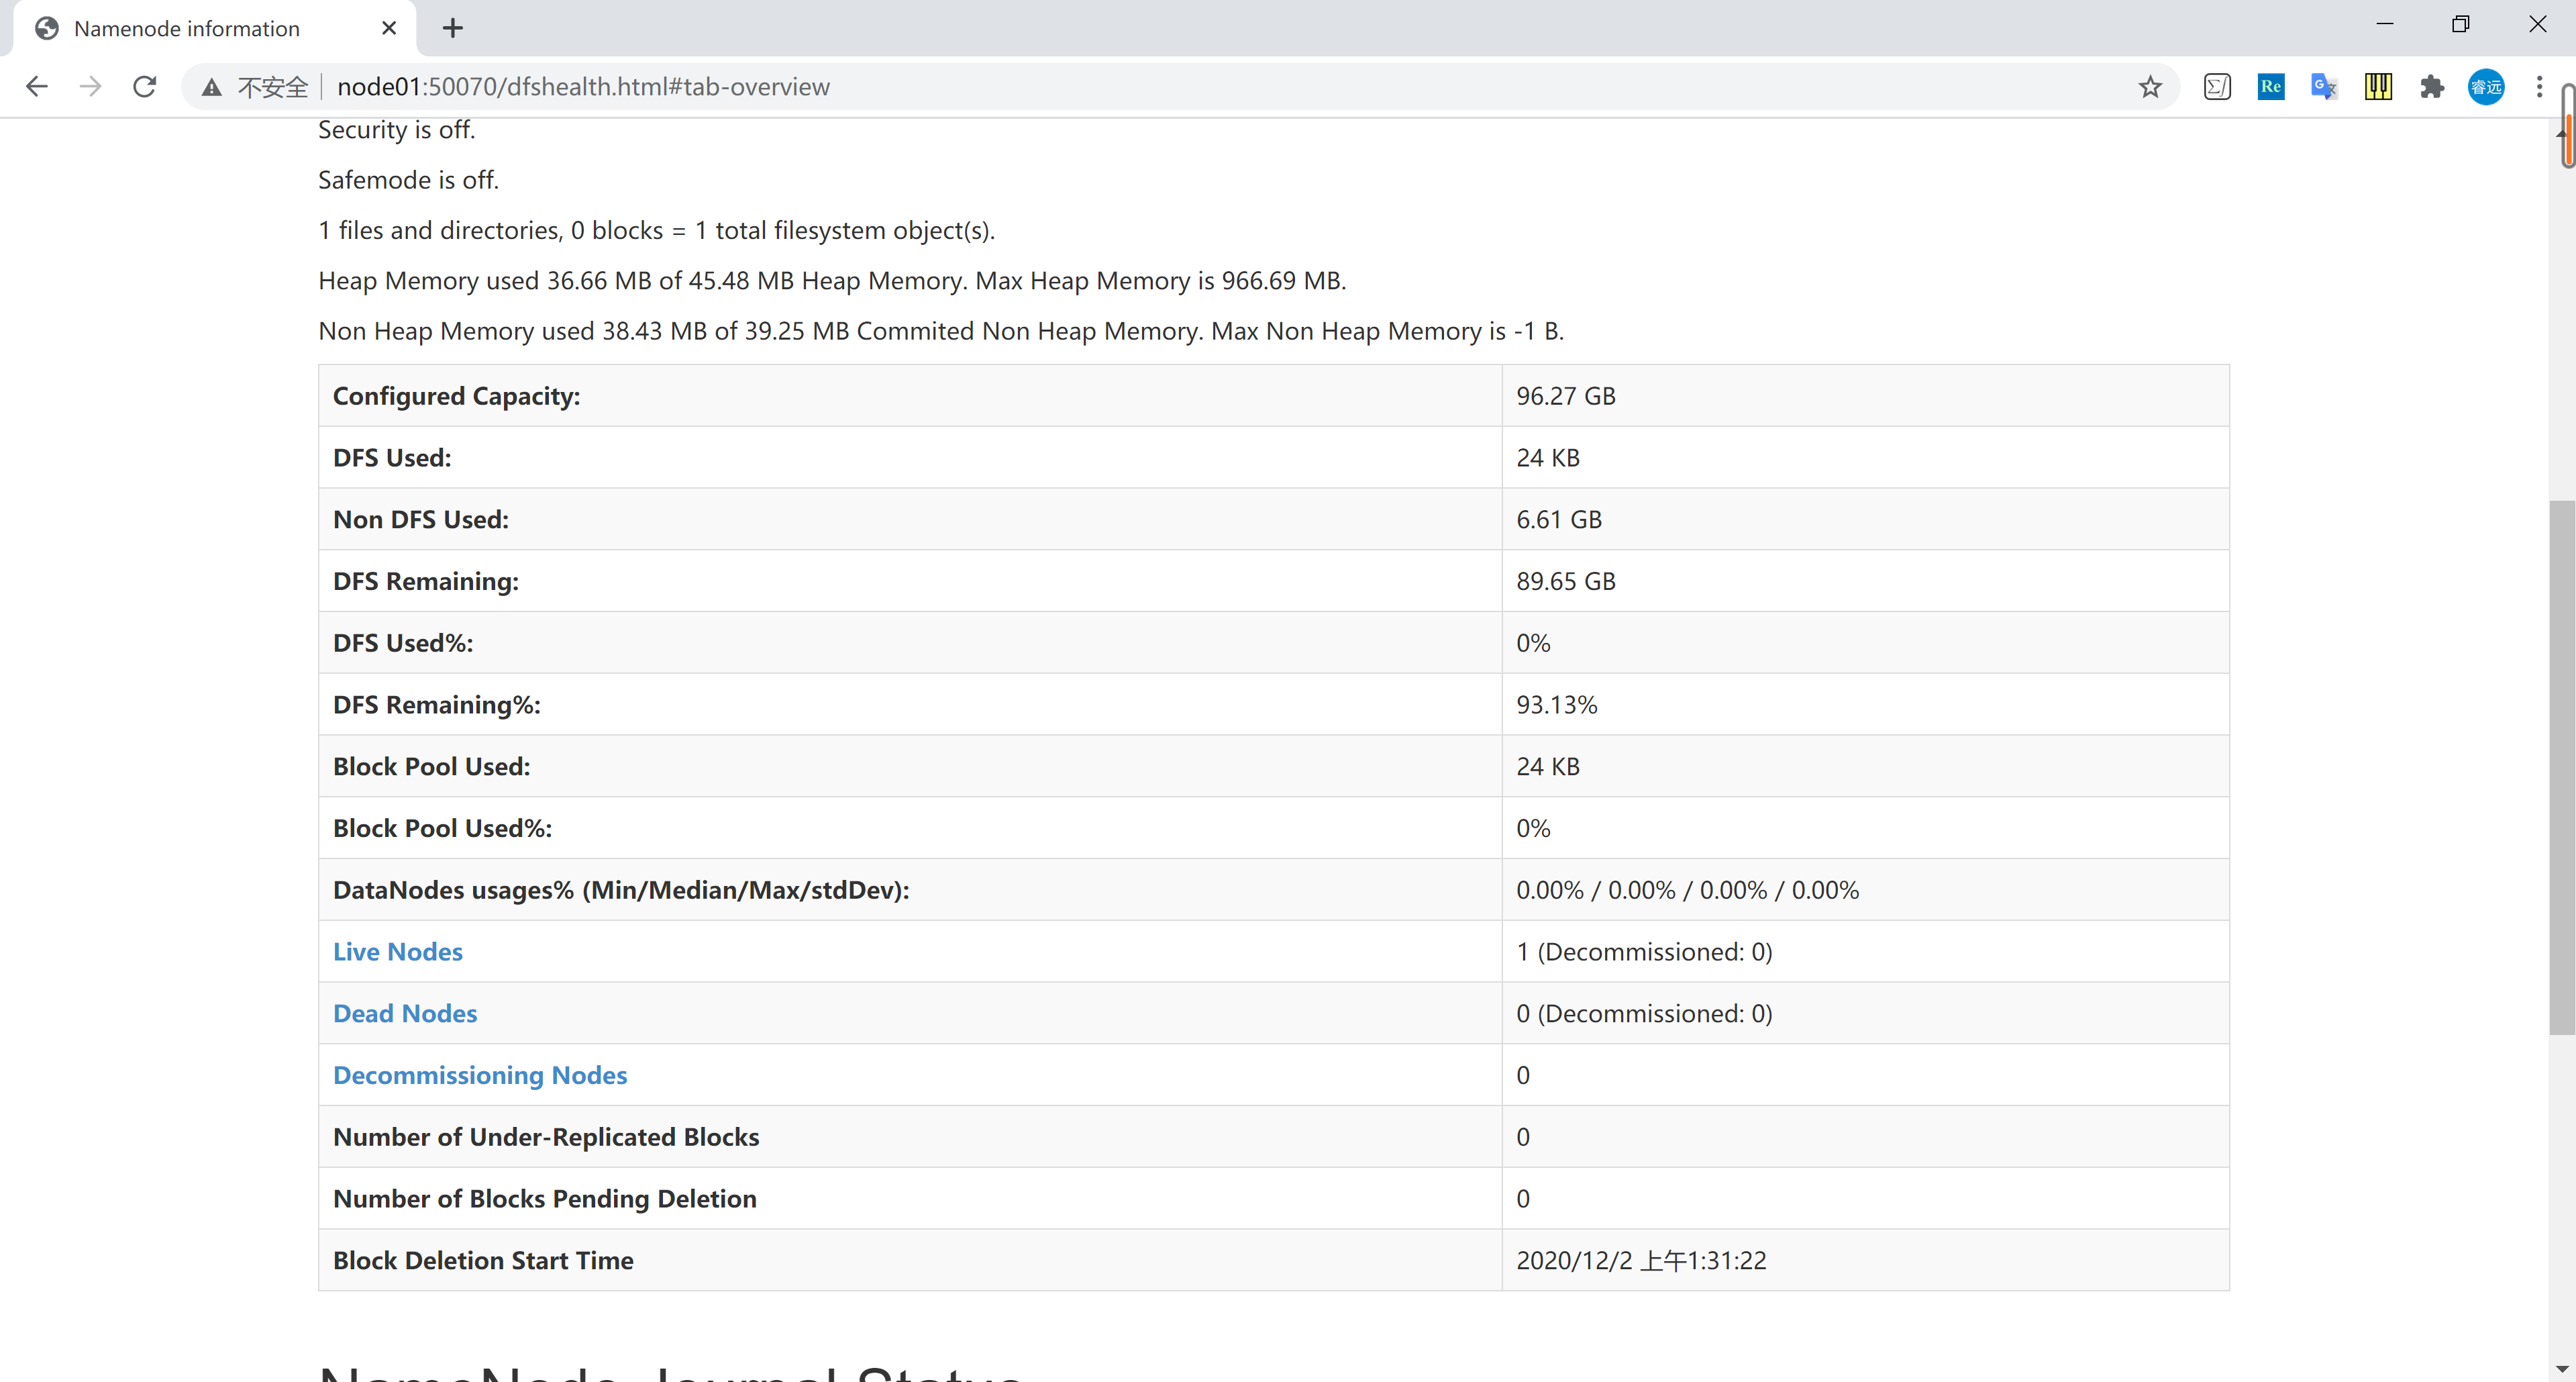 Namenode information
不安全 node01:50070/dfshealth.html#tab-overview Re G 文 睿远
Security is off.
Safemode is off.
1 files and directories, 0 blocks = 1 total filesystem object(s).
Heap Memory used 36.66 MB of 45.48 MB Heap Memory. Max Heap Memory is 966.69 MB.
Non Heap Memory used 38.43 MB of 39.25 MB Commited Non Heap Memory. Max Non Heap Memory is -1 B.
Configured Capacity: 96.27 GB
DFS Used: 24 KB
Non DFS Used: 6.61 GB
DFS Remaining: 89.65 GB
DFS Used%: 0%
DFS Remaining%: 93.13%
Block Pool Used: 24 KB
Block Pool Used%: 0%
DataNodes usages% (Min/Median/Max/stdDev): 0.00% / 0.00% / 0.00% / 0.00%
Live Nodes 1 (Decommissioned: 0)
Dead Nodes 0 (Decommissioned: 0)
Decommissioning Nodes 0
Number of Under-Replicated Blocks 0
Number of Blocks Pending Deletion 0
Block Deletion Start Time 2020/12/2 上午1:31:22
NameNode Journal Status